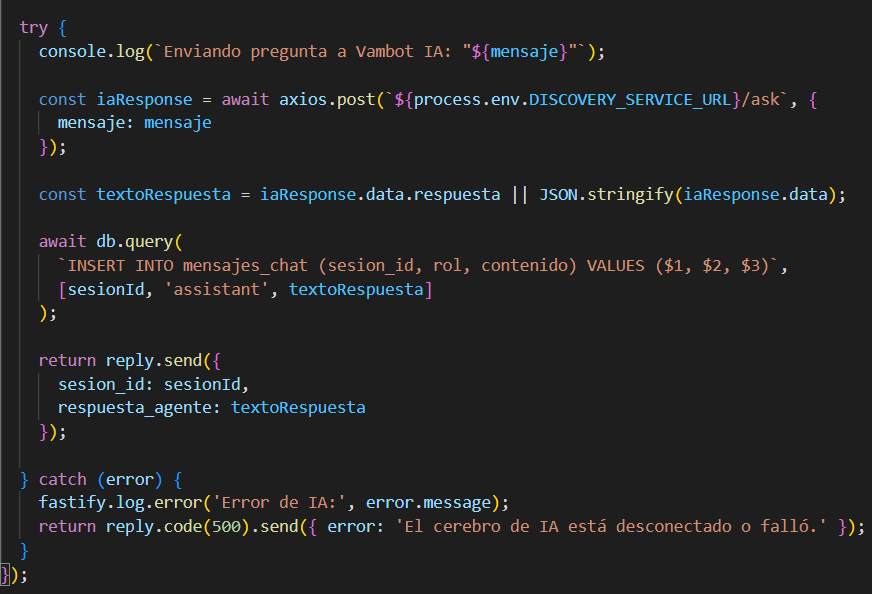 try {
console.log(`Enviando pregunta a Vambot IA: "${mensaje}"`);
const iaResponse = await axios.post(`${process.env.DISCOVERY_SERVICE_URL}/ask`, {
mensaje: mensaje
});
const textoRespuesta = iaResponse.data.respuesta || JSON.stringify(iaResponse.data);
await db.query(
`INSERT INTO mensajes_chat (sesion_id, rol, contenido) VALUES ($1, $2, $3)`,
[sesionId, 'assistant', textoRespuesta]
);
return reply.send({
sesion_id: sesionId,
respuesta_agente: textoRespuesta
});
} catch (error) {
fastify.log.error('Error de IA:', error.message);
return reply.code(500).send({ error: 'El cerebro de IA está desconectado o falló.' });
}
});